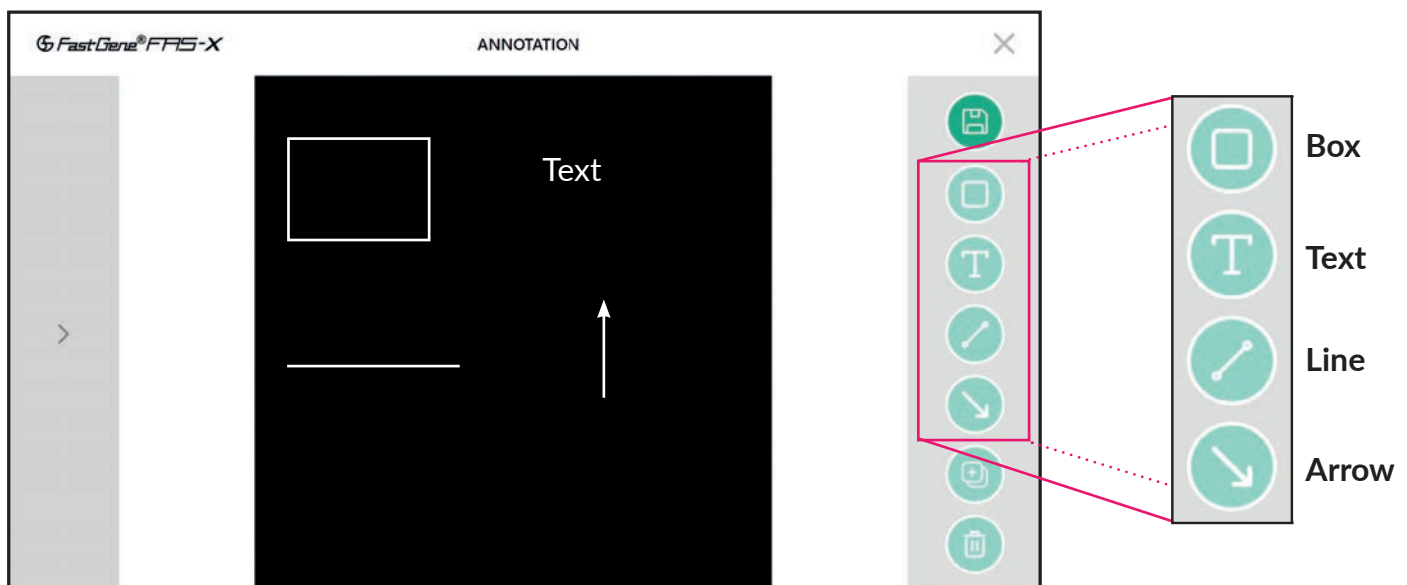 FastGene® FAS-X
ANNOTATION
Text
Box
Text
Line
Arrow